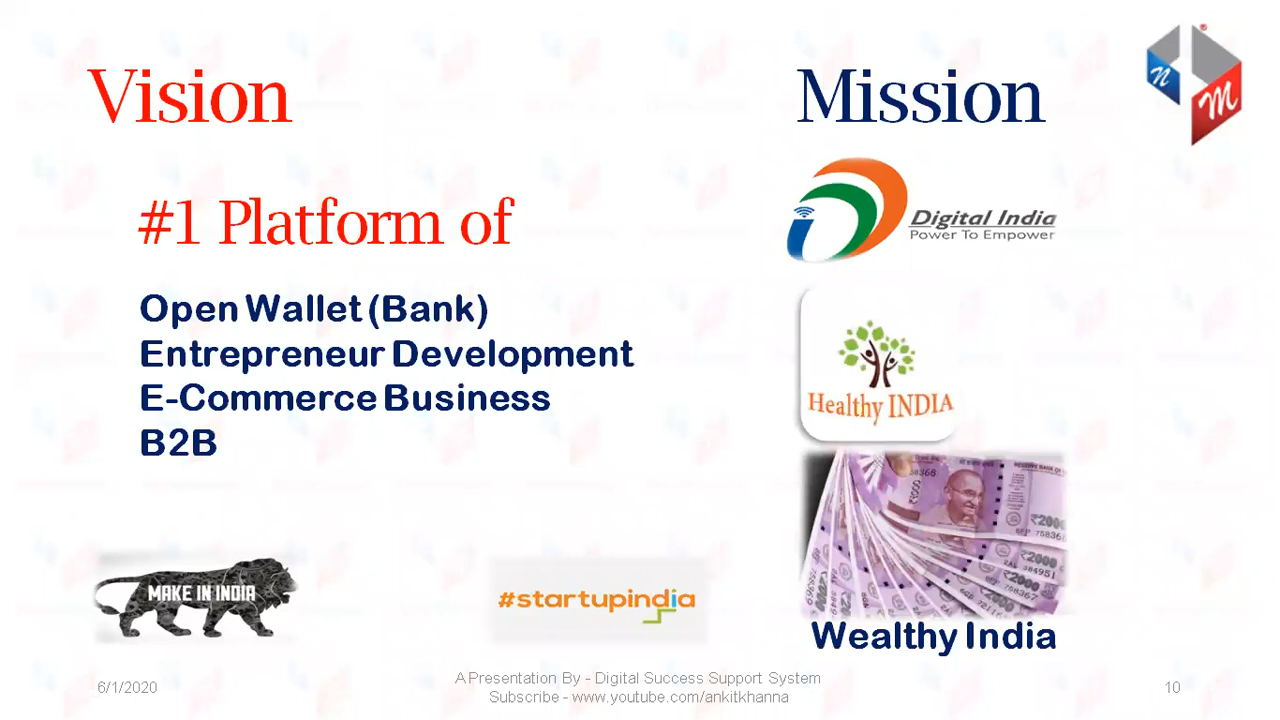 Vision
Mission
n
m
#1 Platform of
Digital India
Power To Empower
Open Wallet (Bank)
Entrepreneur Development
E-Commerce Business
B2B
Healthy INDIA
MAKE IN INDIA
#startupindia
₹2000
Wealthy India
6/1/2020
A Presentation By - Digital Success Support System
Subscribe - www.youtube.com/ankitkhanna
10